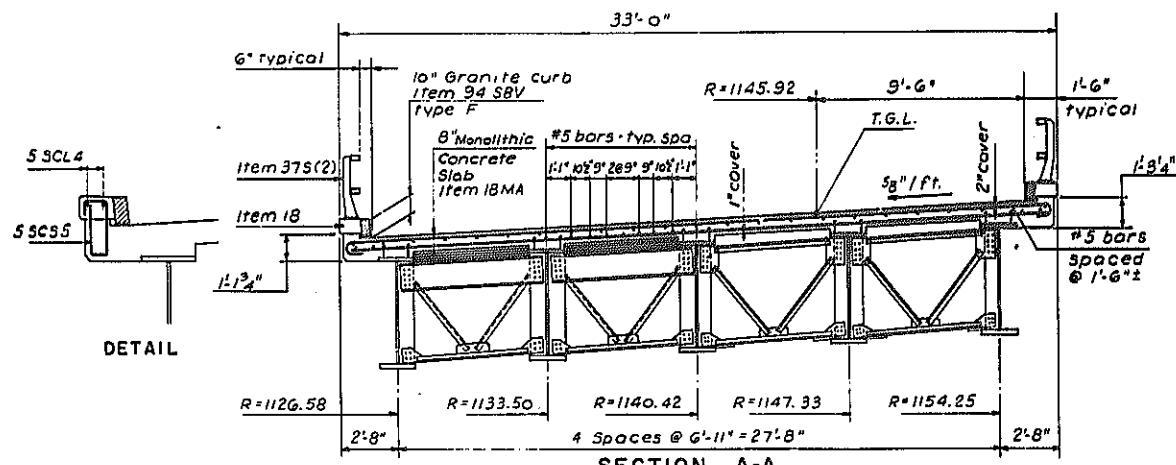 33'-0"
6" typical
10" Granite curb
Item 94 SBV
type F
R=1145.92
9'-6"
1'-6"
typical
T.G.L.
5 SCL4
Item 37S(2)
8" Monolithic
Concrete
Slab
Item 18MA
#5 bars - typ. spa
1'-1" 10½" 9" 2@9" 9" 10½" 1'-1"
1" cover
5/8"/ft.
2" cover
1'-3¼"
Item 18
5 SCS5
1'-1¾"
#5 bars
spaced
@ 1'-6"±
DETAIL
R=1126.58
R=1133.50
R=1140.42
R=1147.33
R=1154.25
2'-8"
4 Spaces @ 6'-11" = 27'-8"
2'-8"
SECTION A-A